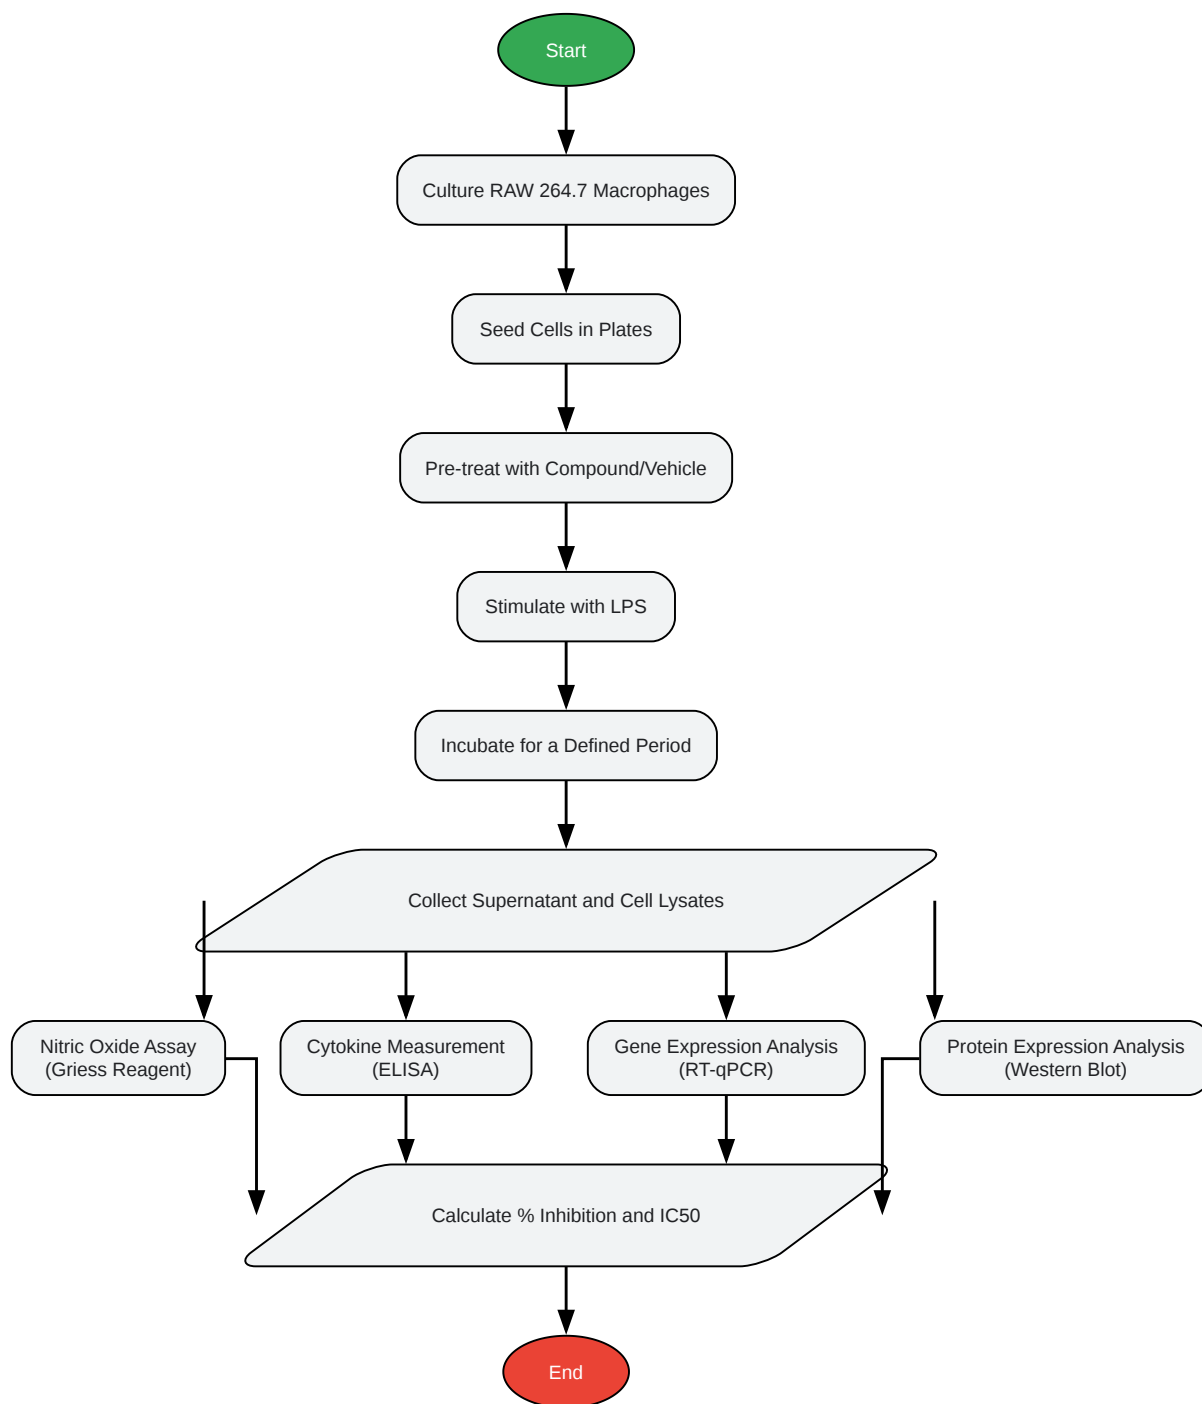 Start
Culture RAW 264.7 Macrophages
Seed Cells in Plates
Pre-treat with Compound/Vehicle
Stimulate with LPS
Incubate for a Defined Period
Collect Supernatant and Cell Lysates
Nitric Oxide Assay
(Griess Reagent)
Cytokine Measurement
(ELISA)
Gene Expression Analysis
(RT-qPCR)
Protein Expression Analysis
(Western Blot)
Calculate % Inhibition and IC50
End